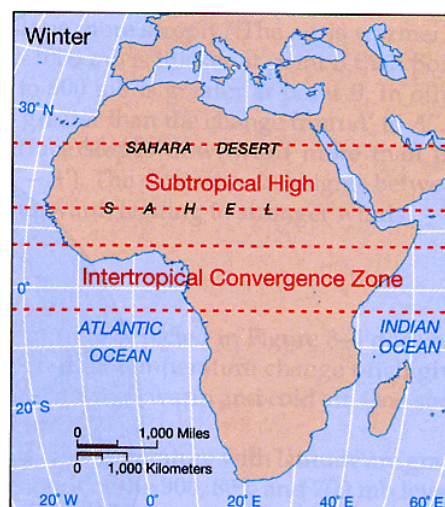 Winter
30°N
SAHARA DESERT
Subtropical High
SAHEL
Intertropical Convergence Zone
0°
ATLANTIC
OCEAN
INDIAN
OCEAN
20°S
0 1,000 Miles
0 1,000 Kilometers
20°W 0° 20°E 40°E 60°E